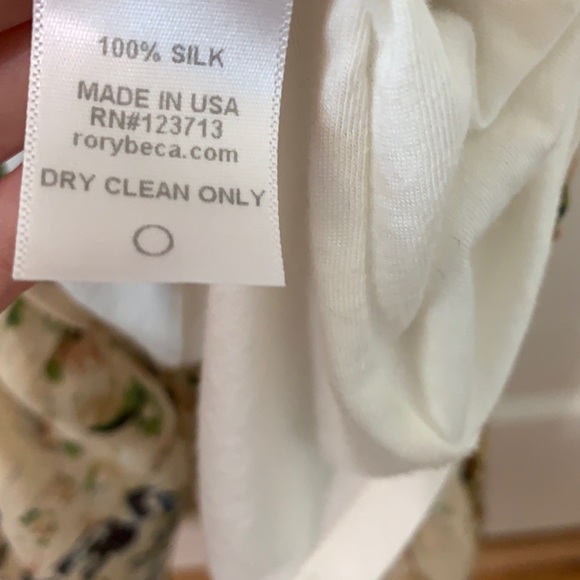 100% SILK
MADE IN USA
RN#123713
rorybeca.com
DRY CLEAN ONLY